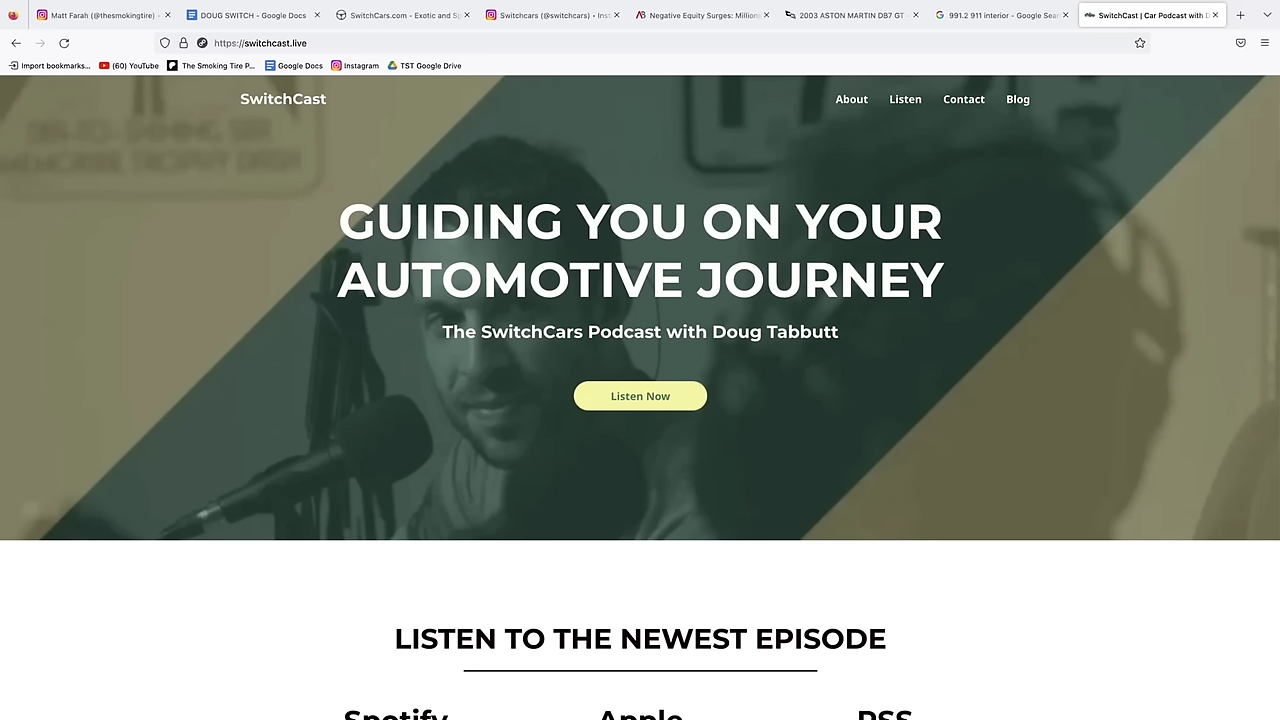 Matt Farah (@thesmokingtire) -
DOUG SWITCH - Google Docs
SwitchCars.com - Exotic and Sp
Switchcars (@switchcars) • Inst
Negative Equity Surges: Million
2003 ASTON MARTIN DB7 GT -
991.2 911 interior - Google Sear
SwitchCast | Car Podcast with D
https://switchcast.live
Import bookmarks...
(60) YouTube
The Smoking Tire P...
Google Docs
Instagram
TST Google Drive
SwitchCast
About
Listen
Contact
Blog
GUIDING YOU ON YOUR
AUTOMOTIVE JOURNEY
The SwitchCars Podcast with Doug Tabbutt
Listen Now
LISTEN TO THE NEWEST EPISODE
Spotify
Apple
RSS